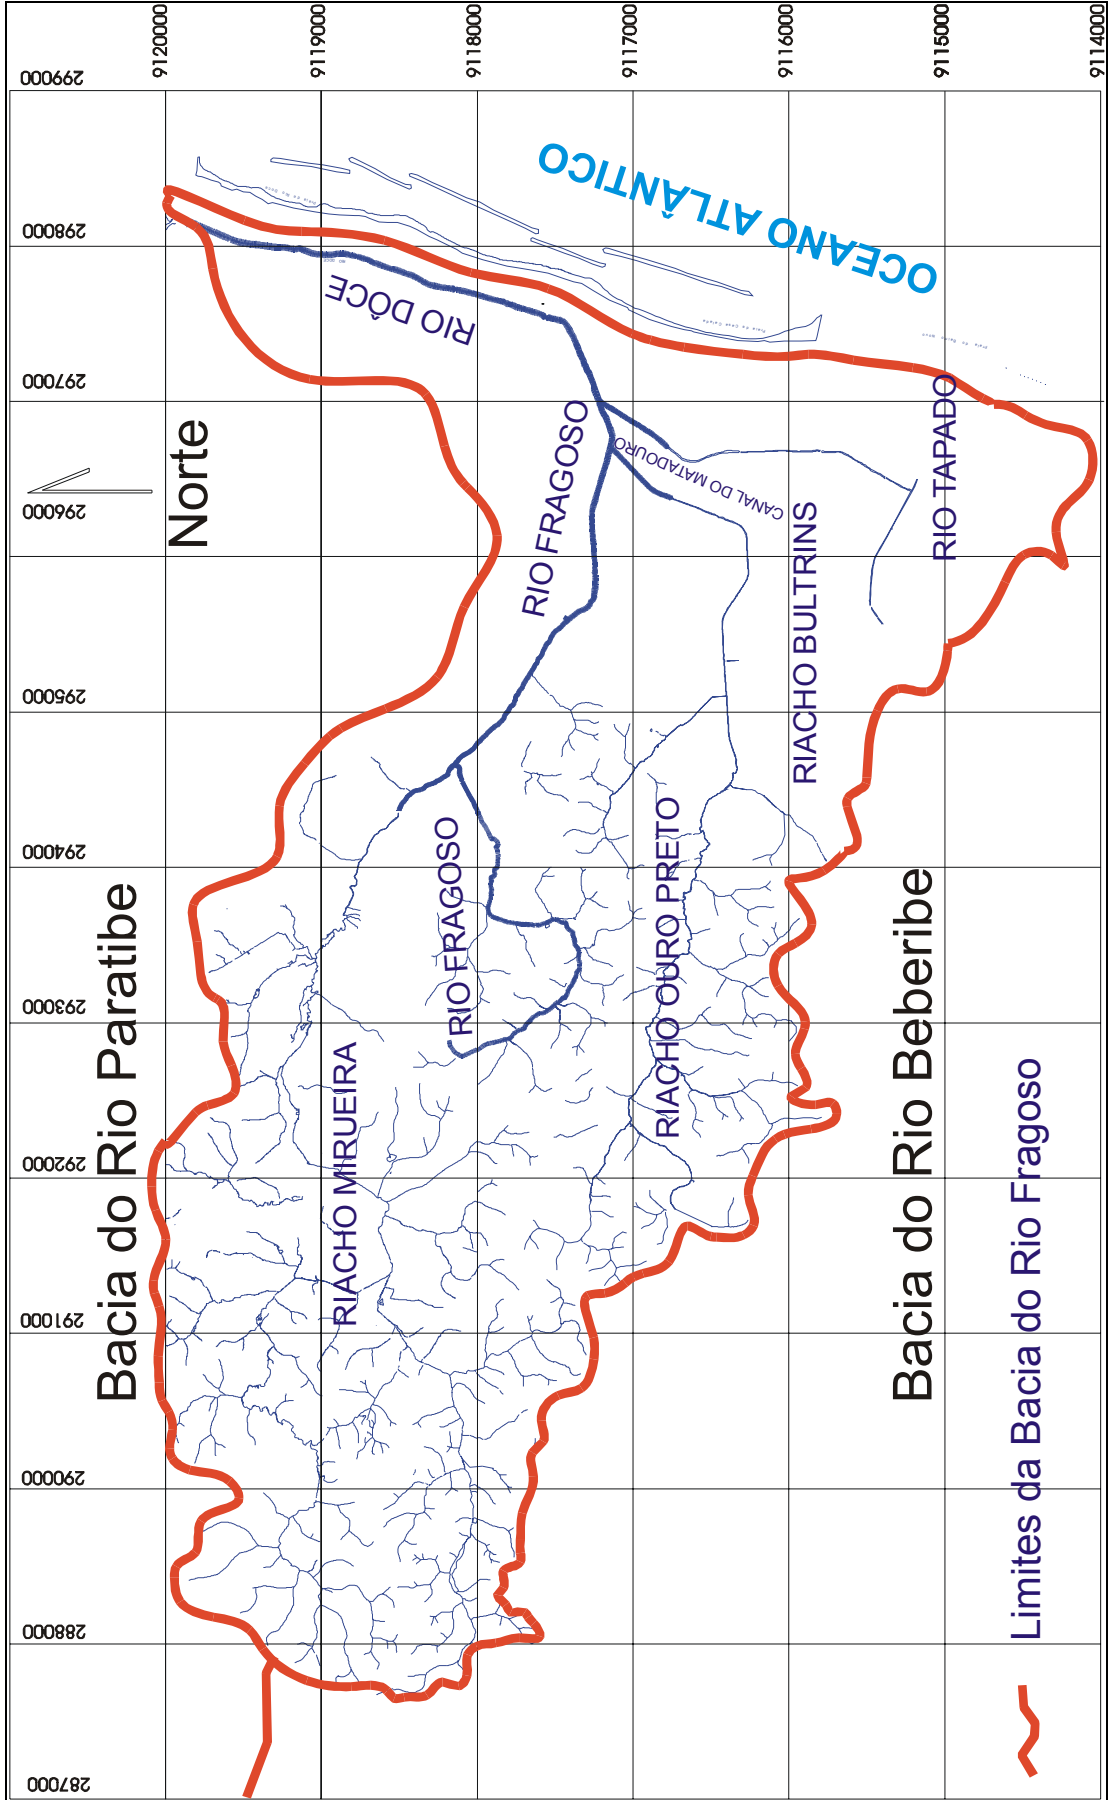 9120000
9119000
9118000
9117000
9116000
9115000
9114000
299000
298000
297000
296000
295000
294000
293000
292000
291000
290000
288000
287000
Norte
OCEANO ATLÂNTICO
RIO DÔCE
RIO FRAGOSO
CANAL DO MATADOURO
RIO TAPADO
RIACHO BULTRINS
RIO FRAGOSO
RIACHO OURO PRETO
RIACHO MIRUEIRA
Bacia do Rio Paratibe
Bacia do Rio Beberibe
Limites da Bacia do Rio Fragoso